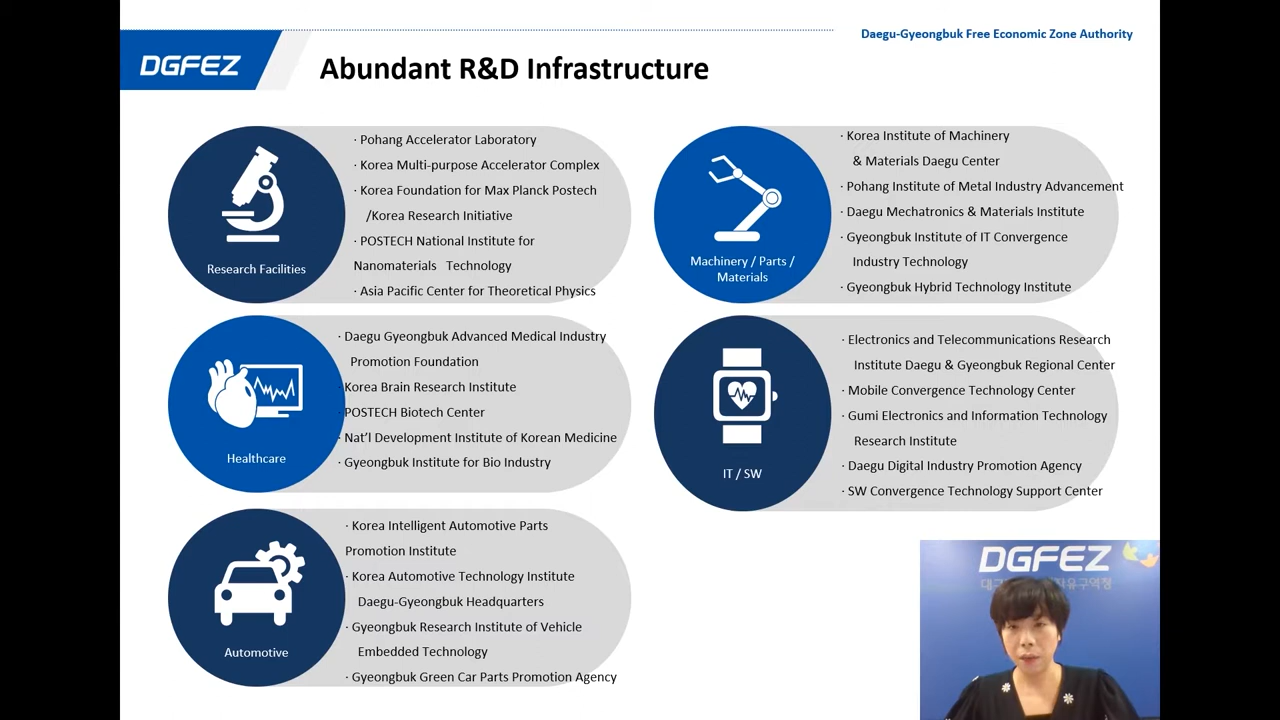 Daegu-Gyeongbuk Free Economic Zone Authority
DGFEZ
Abundant R&D Infrastructure
Research Facilities
· Pohang Accelerator Laboratory
· Korea Multi-purpose Accelerator Complex
· Korea Foundation for Max Planck Postech
/Korea Research Initiative
· POSTECH National Institute for
Nanomaterials Technology
· Asia Pacific Center for Theoretical Physics
Machinery / Parts /
Materials
· Korea Institute of Machinery
& Materials Daegu Center
· Pohang Institute of Metal Industry Advancement
· Daegu Mechatronics & Materials Institute
· Gyeongbuk Institute of IT Convergence
Industry Technology
· Gyeongbuk Hybrid Technology Institute
Healthcare
· Daegu Gyeongbuk Advanced Medical Industry
Promotion Foundation
· Korea Brain Research Institute
· POSTECH Biotech Center
· Nat’l Development Institute of Korean Medicine
· Gyeongbuk Institute for Bio Industry
IT / SW
· Electronics and Telecommunications Research
Institute Daegu & Gyeongbuk Regional Center
· Mobile Convergence Technology Center
· Gumi Electronics and Information Technology
Research Institute
· Daegu Digital Industry Promotion Agency
· SW Convergence Technology Support Center
Automotive
· Korea Intelligent Automotive Parts
Promotion Institute
· Korea Automotive Technology Institute
Daegu-Gyeongbuk Headquarters
· Gyeongbuk Research Institute of Vehicle
Embedded Technology
· Gyeongbuk Green Car Parts Promotion Agency
DGFEZ